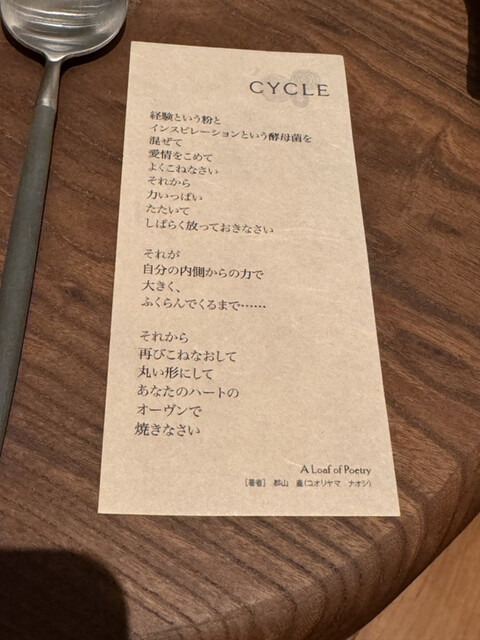 CYCLE
経験という粉と
インスピレーションという酵母菌を
混ぜて
愛情をこめて
よくこねなさい
それから
力いっぱい
たたいて
しばらく放っておきなさい
それが
自分の内側からの力で
大きく、
ふくらんでくるまで……
それから
再びこねなおして
丸い形にして
あなたのハートの
オーヴンで
焼きなさい
A Loaf of Poetry
[著者] 郡山 直(コオリヤマ ナオシ)